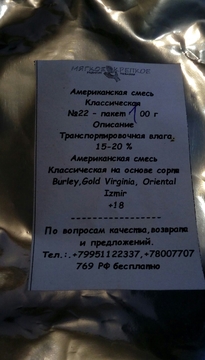 Американская смесь
Классическая
№22 - пакет 100 г
Описание
Транспортировочная влага
15-20 %
Американская смесь
Классическая на основе сорта
Burley,Gold Virginia, Oriental
Izmir
+18
------------------
По вопросам качества,возврата
и предложений.
Тел.:.+79951122337,+78007707
769 РФ бесплатно